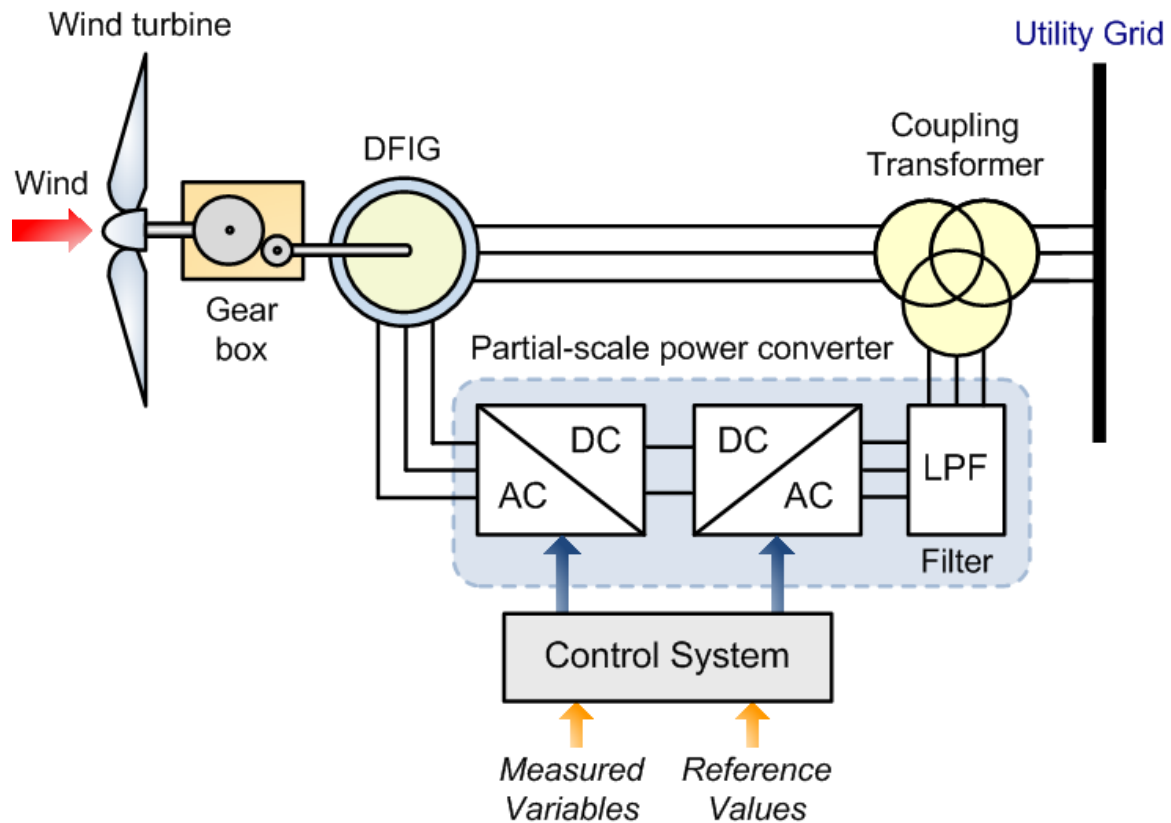 Wind turbine
Utility Grid
Coupling
Transformer
DFIG
Wind
Gear
box
Partial-scale power converter
DC
DC
LPF
AC
AC
Filter
Control System
Measured
Variables
Reference
Values